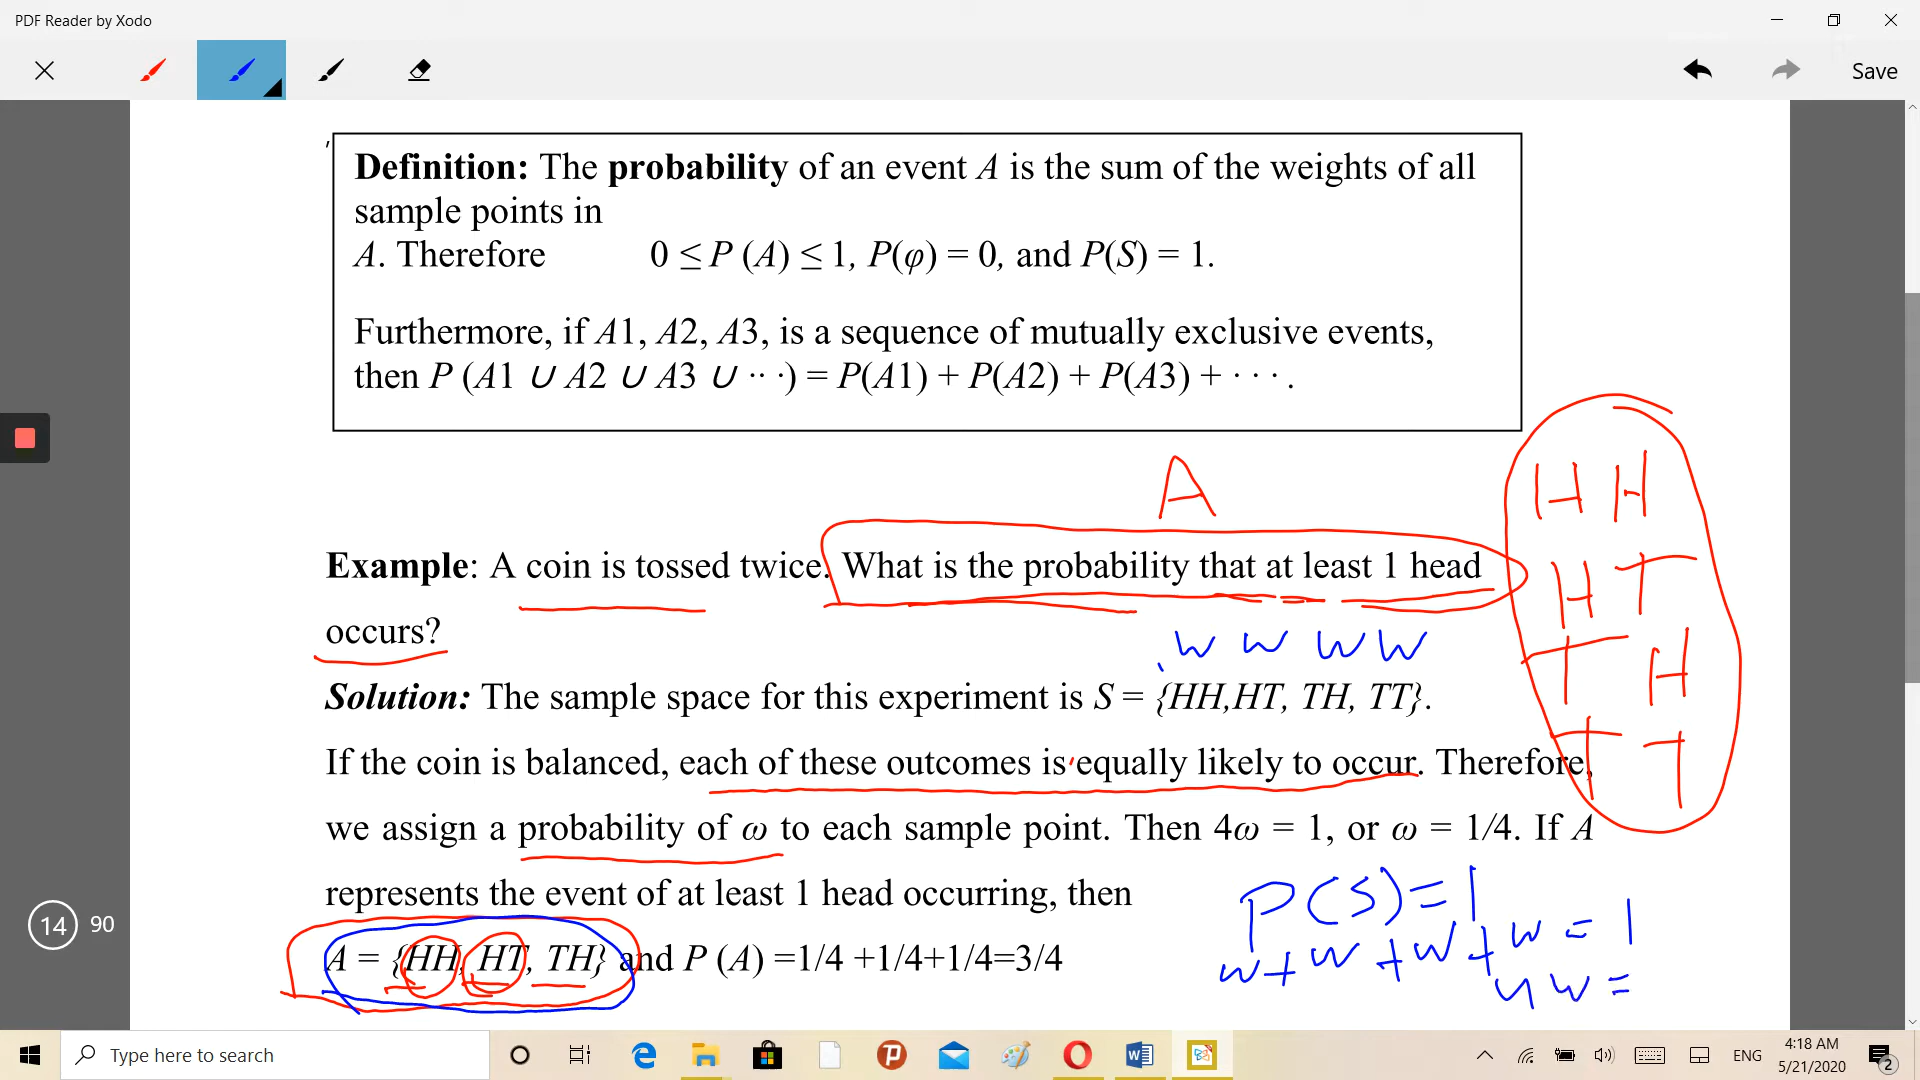 PDF Reader by Xodo
Save
Definition: The probability of an event A is the sum of the weights of all
sample points in
A. Therefore 0 ≤ P (A) ≤ 1, P(φ) = 0, and P(S) = 1.
Furthermore, if A1, A2, A3, is a sequence of mutually exclusive events,
then P (A1 ∪ A2 ∪ A3 ∪ ·· ·) = P(A1) + P(A2) + P(A3) + · · · .
A
H H
H T
T H
T T
Example: A coin is tossed twice. What is the probability that at least 1 head
occurs?
w w w w
Solution: The sample space for this experiment is S = {HH,HT, TH, TT}.
If the coin is balanced, each of these outcomes is equally likely to occur. Therefore,
we assign a probability of ω to each sample point. Then 4ω = 1, or ω = 1/4. If A
represents the event of at least 1 head occurring, then
A = {HH, HT, TH} and P (A) =1/4 +1/4+1/4=3/4
P(S)=1
w+w+w+w=1
4w=
14 90
Type here to search
ENG
4:18 AM
5/21/2020
2